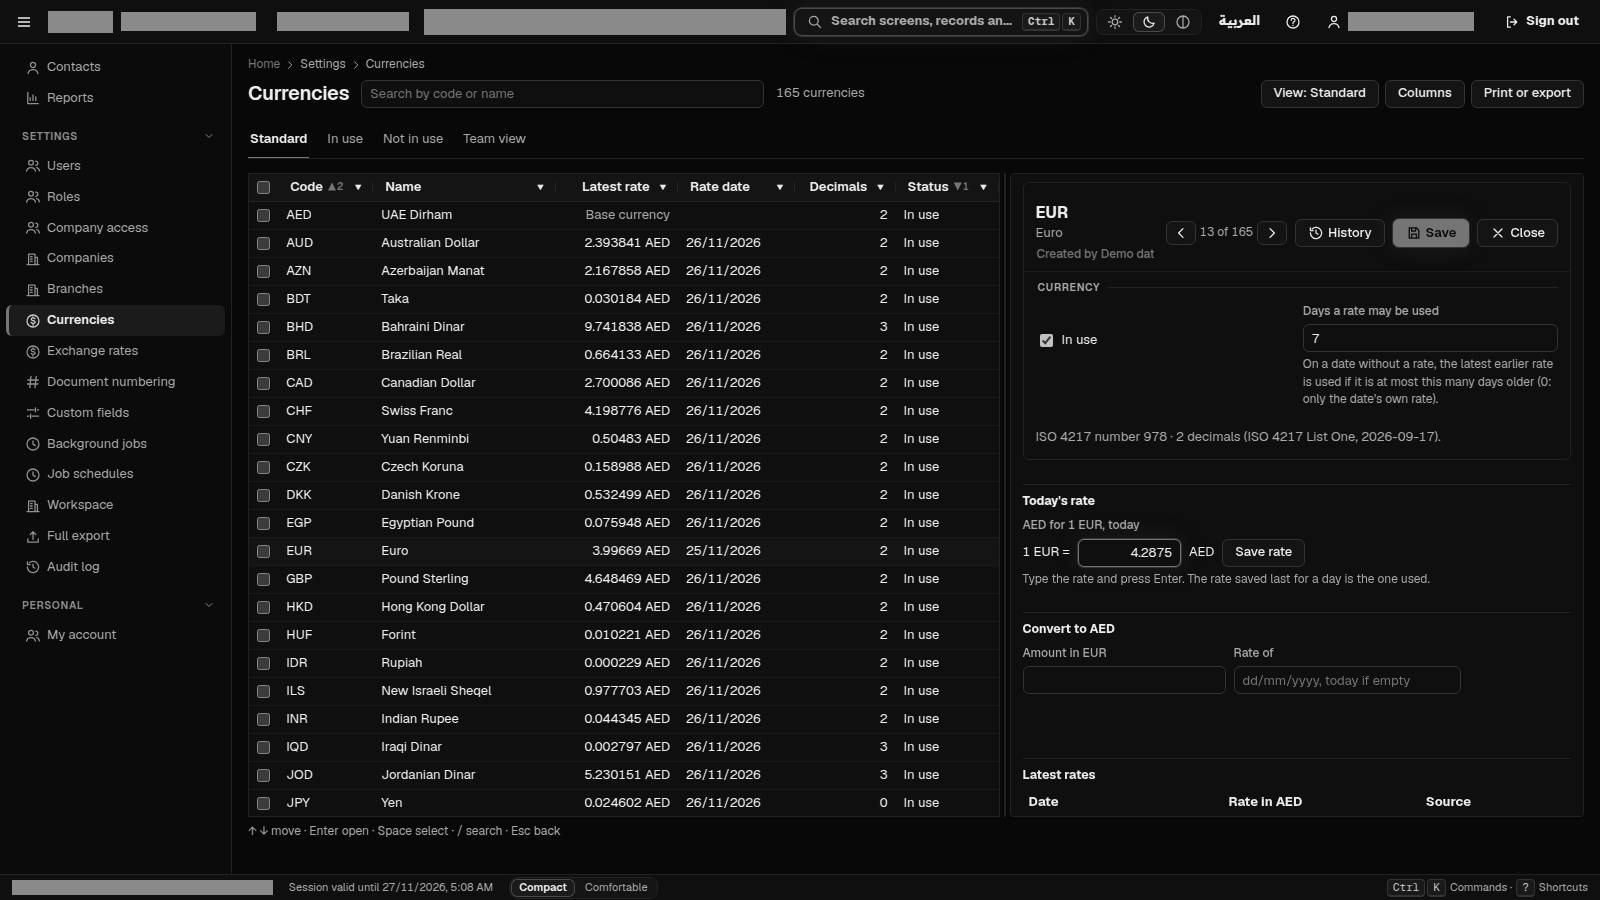 Search screens, records an... Ctrl K
العربية
Sign out
Contacts
Reports
SETTINGS
Users
Roles
Company access
Companies
Branches
Currencies
Exchange rates
Document numbering
Custom fields
Background jobs
Job schedules
Workspace
Full export
Audit log
PERSONAL
My account
Home > Settings > Currencies
Currencies
Search by code or name
165 currencies
View: Standard
Columns
Print or export
Standard In use Not in use Team view
Code ▲2 ▼ Name ▼ Latest rate ▼ Rate date ▼ Decimals ▼ Status ▼1 ▼
AED UAE Dirham Base currency 2 In use
AUD Australian Dollar 2.393841 AED 26/11/2026 2 In use
AZN Azerbaijan Manat 2.167858 AED 26/11/2026 2 In use
BDT Taka 0.030184 AED 26/11/2026 2 In use
BHD Bahraini Dinar 9.741838 AED 26/11/2026 3 In use
BRL Brazilian Real 0.664133 AED 26/11/2026 2 In use
CAD Canadian Dollar 2.700086 AED 26/11/2026 2 In use
CHF Swiss Franc 4.198776 AED 26/11/2026 2 In use
CNY Yuan Renminbi 0.50483 AED 26/11/2026 2 In use
CZK Czech Koruna 0.158988 AED 26/11/2026 2 In use
DKK Danish Krone 0.532499 AED 26/11/2026 2 In use
EGP Egyptian Pound 0.075948 AED 26/11/2026 2 In use
EUR Euro 3.99669 AED 25/11/2026 2 In use
GBP Pound Sterling 4.648469 AED 26/11/2026 2 In use
HKD Hong Kong Dollar 0.470604 AED 26/11/2026 2 In use
HUF Forint 0.010221 AED 26/11/2026 2 In use
IDR Rupiah 0.000229 AED 26/11/2026 2 In use
ILS New Israeli Sheqel 0.977703 AED 26/11/2026 2 In use
INR Indian Rupee 0.044345 AED 26/11/2026 2 In use
IQD Iraqi Dinar 0.002797 AED 26/11/2026 3 In use
JOD Jordanian Dinar 5.230151 AED 26/11/2026 3 In use
JPY Yen 0.024602 AED 26/11/2026 0 In use
↑↓ move · Enter open · Space select · / search · Esc back
EUR
Euro
Created by Demo dat
13 of 165
History
Save
Close
CURRENCY
In use
Days a rate may be used
7
On a date without a rate, the latest earlier rate
is used if it is at most this many days older (0:
only the date's own rate).
ISO 4217 number 978 · 2 decimals (ISO 4217 List One, 2026-09-17).
Today's rate
AED for 1 EUR, today
1 EUR = 4.2875 AED Save rate
Type the rate and press Enter. The rate saved last for a day is the one used.
Convert to AED
Amount in EUR Rate of
dd/mm/yyyy, today if empty
Latest rates
Date Rate in AED Source
Session valid until 27/11/2026, 5:08 AM
Compact Comfortable
Ctrl K Commands · ? Shortcuts